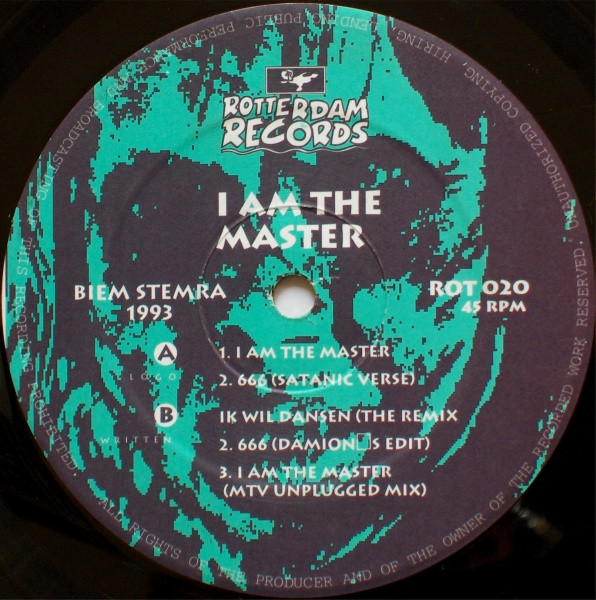 ROTTERDAM
RECORDS
I AM THE
MASTER
BIEM STEMRA
1993
ROT 020
45 RPM
A
LOGO
1. I AM THE MASTER
2. 666 (SATANIC VERSE)
B
WRITTEN
IK WIL DANSEN (THE REMIX
2. 666 (DAMION□S EDIT)
3. I AM THE MASTER
(MTV UNPLUGGED MIX)
ALL RIGHTS OF THE PRODUCER AND OF THE OWNER OF THE RECORDED WORK RESERVED. UNAUTHORIZED COPYING, HIRING, LENDING PUBLIC PERFORMANCE AND BROADCASTING OF THIS RECORDING PROHIBITED.